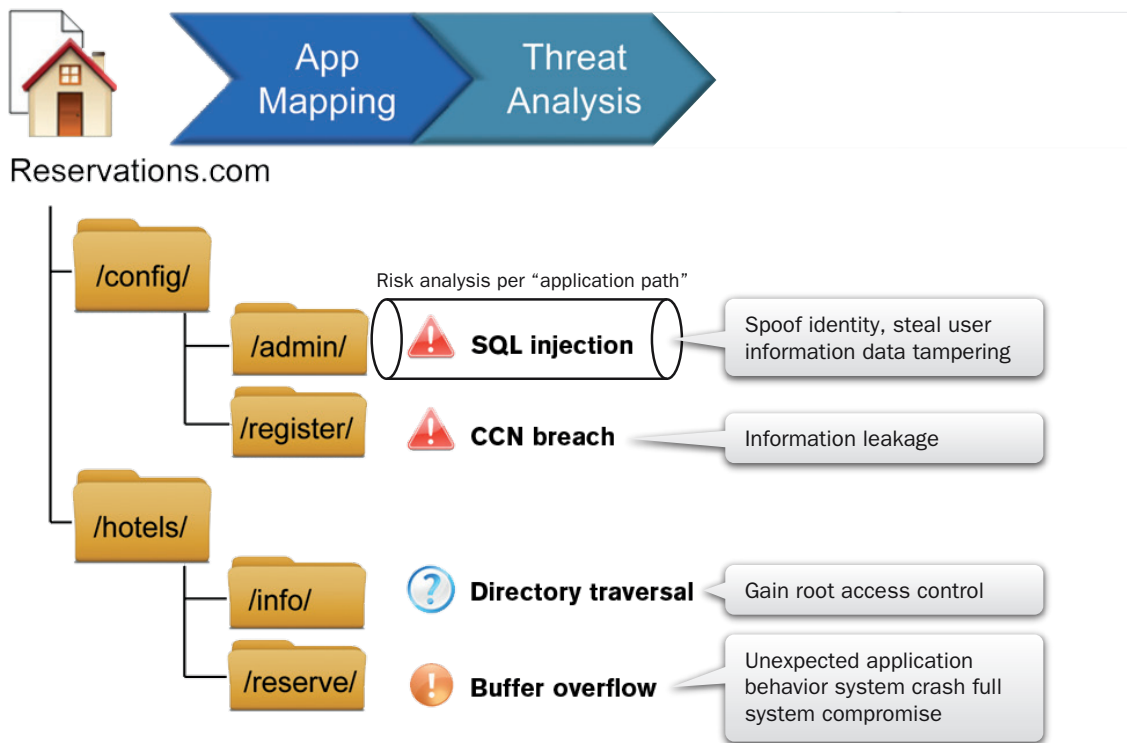 App
Mapping
Threat
Analysis
Reservations.com
/config/
Risk analysis per “application path”
/admin/
SQL injection
Spoof identity, steal user
information data tampering
/register/
CCN breach
Information leakage
/hotels/
/info/
Directory traversal
Gain root access control
/reserve/
Buffer overflow
Unexpected application
behavior system crash full
system compromise